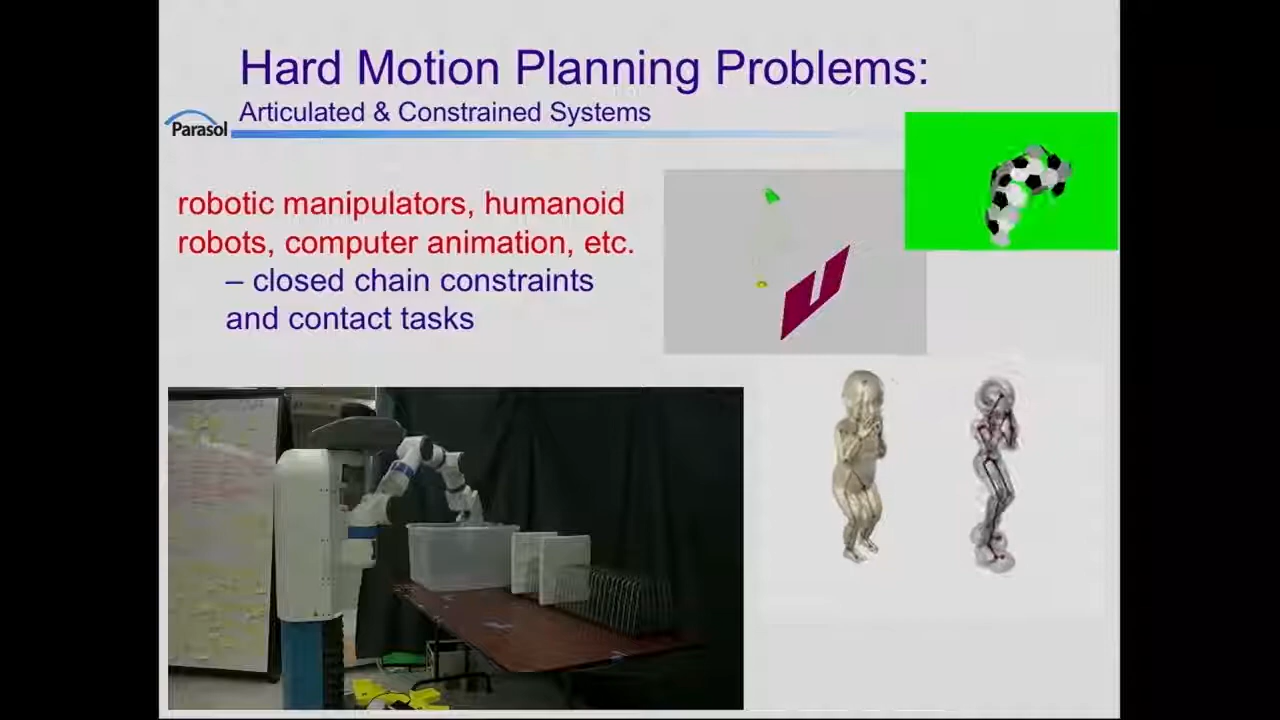 Hard Motion Planning Problems:
Articulated & Constrained Systems
Parasol
robotic manipulators, humanoid
robots, computer animation, etc.
– closed chain constraints
and contact tasks